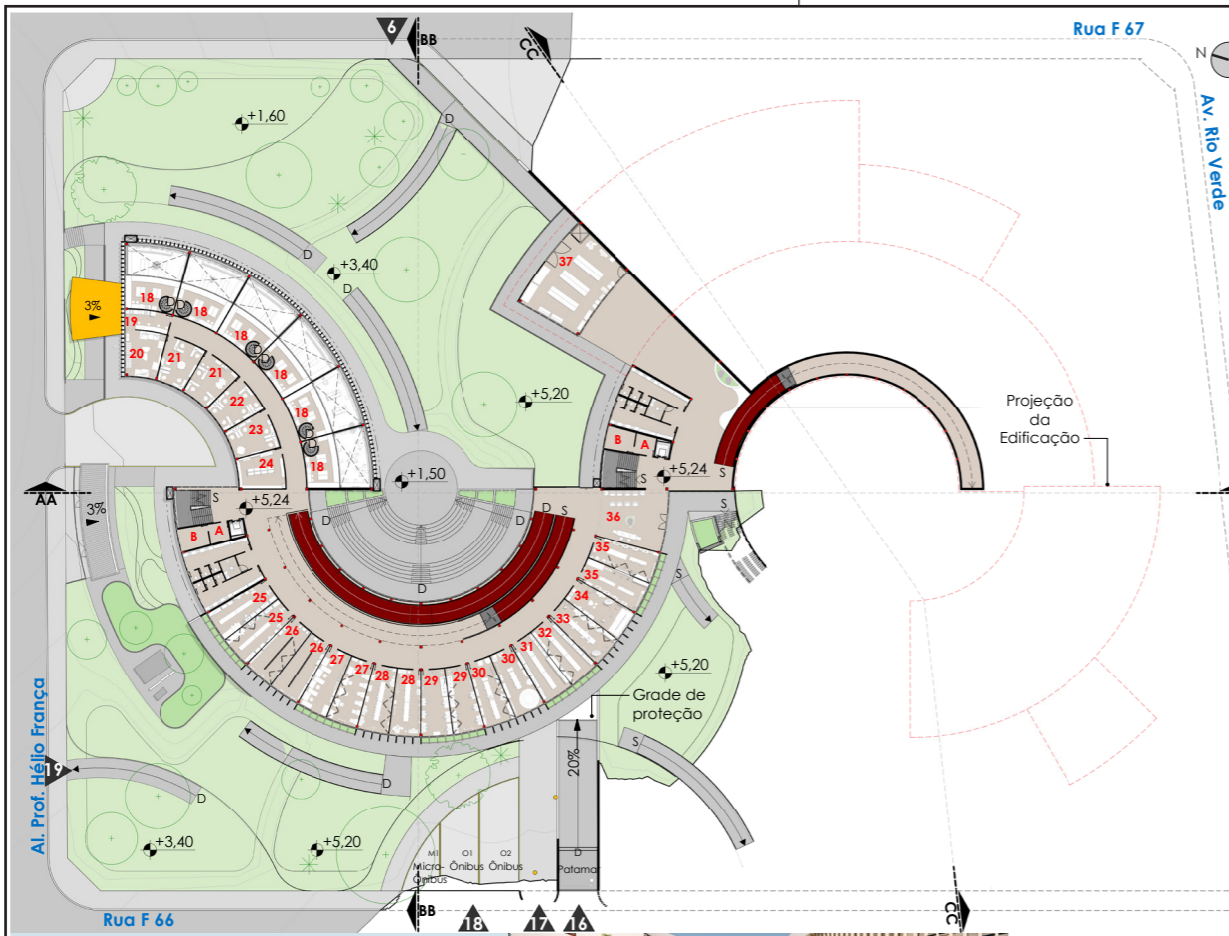 6
BB
CC
Rua F 67
N
Av. Rio Verde
+1,60
D
D
+3,40
D
3%
18
D
D
18
18
D
D
18
18
D
D
18
19
20
21
21
22
23
24
37
+5,20
Projeção
da
Edificação
+1,50
B
A
S
+5,24
S
AA
3%
S
+5,24
B
A
D
D
D
S
D
36
S
35
35
34
33
32
31
30
30
29
29
28
28
27
27
26
26
25
25
S
+5,20
Grade de
proteção
20%
S
D
D
Al. Prof. Hélio França
19
+3,40
+5,20
M1
Micro-
Ônibus
O1
Ônibus
O2
Ônibus
D
Patamar
Rua F 66
BB
18
17
16
CC